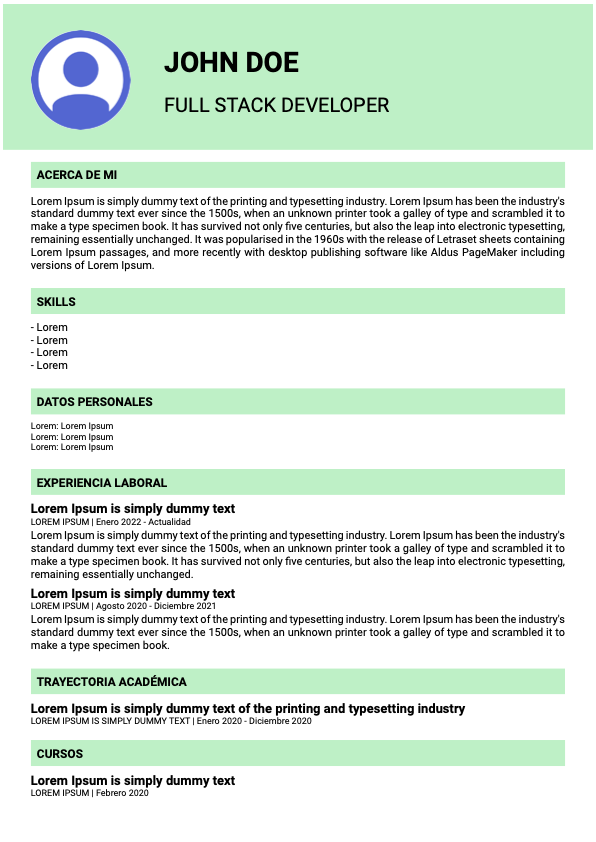 JOHN DOE
FULL STACK DEVELOPER
ACERCA DE MI
Lorem Ipsum is simply dummy text of the printing and typesetting industry. Lorem Ipsum has been the industry's
standard dummy text ever since the 1500s, when an unknown printer took a galley of type and scrambled it to
make a type specimen book. It has survived not only five centuries, but also the leap into electronic typesetting,
remaining essentially unchanged. It was popularised in the 1960s with the release of Letraset sheets containing
Lorem Ipsum passages, and more recently with desktop publishing software like Aldus PageMaker including
versions of Lorem Ipsum.
SKILLS
- Lorem
- Lorem
- Lorem
- Lorem
DATOS PERSONALES
Lorem: Lorem Ipsum
Lorem: Lorem Ipsum
Lorem: Lorem Ipsum
EXPERIENCIA LABORAL
Lorem Ipsum is simply dummy text
LOREM IPSUM | Enero 2022 - Actualidad
Lorem Ipsum is simply dummy text of the printing and typesetting industry. Lorem Ipsum has been the industry's
standard dummy text ever since the 1500s, when an unknown printer took a galley of type and scrambled it to
make a type specimen book. It has survived not only five centuries, but also the leap into electronic typesetting,
remaining essentially unchanged.
Lorem Ipsum is simply dummy text
LOREM IPSUM | Agosto 2020 - Diciembre 2021
Lorem Ipsum is simply dummy text of the printing and typesetting industry. Lorem Ipsum has been the industry's
standard dummy text ever since the 1500s, when an unknown printer took a galley of type and scrambled it to
make a type specimen book.
TRAYECTORIA ACADÉMICA
Lorem Ipsum is simply dummy text of the printing and typesetting industry
LOREM IPSUM IS SIMPLY DUMMY TEXT | Enero 2020 - Diciembre 2020
CURSOS
Lorem Ipsum is simply dummy text
LOREM IPSUM | Febrero 2020